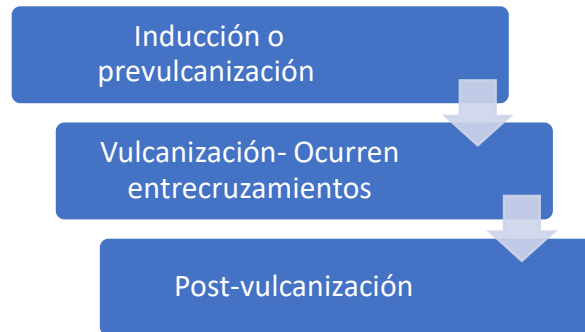 Inducción o
prevulcanización
Vulcanización- Ocurren
entrecruzamientos
Post-vulcanización